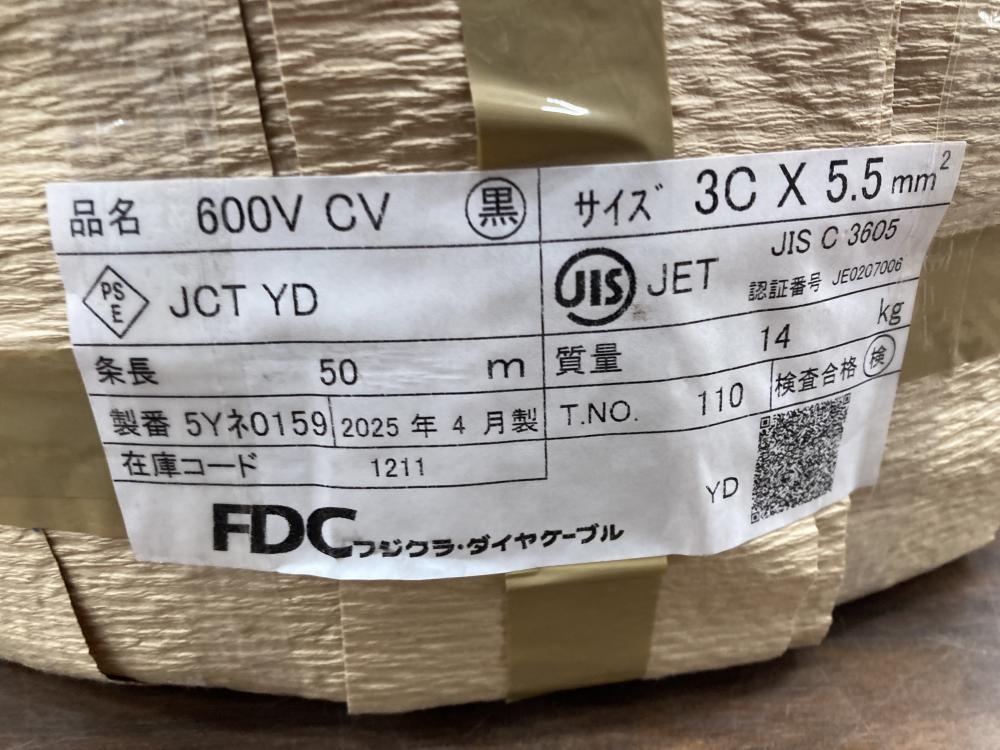 品名 600V CV 黒 サイズ 3C X 5.5 mm²
PSE JCT YD JIS JET JIS C 3605
認証番号 JE0207006
条長 50 m 質量 14 kg
製番 5Yネ0159 2025 年 4 月製 T.NO. 110 検査合格 検
在庫コード 1211
YD
FDC フジクラ・ダイヤケーブル